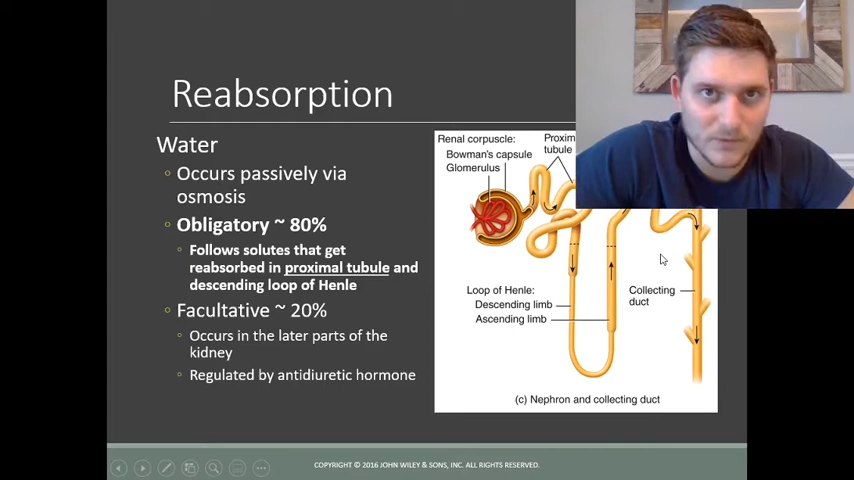 Reabsorption
Water
Occurs passively via
osmosis
Obligatory ~ 80%
Follows solutes that get
reabsorbed in proximal tubule and
descending loop of Henle
Facultative ~ 20%
Occurs in the later parts of the
kidney
Regulated by antidiuretic hormone
Renal corpuscle:
Bowman's capsule
Glomerulus
Proxim
tubule
Loop of Henle:
Descending limb
Ascending limb
Collecting
duct
(c) Nephron and collecting duct
COPYRIGHT © 2016 JOHN WILEY & SONS, INC. ALL RIGHTS RESERVED.